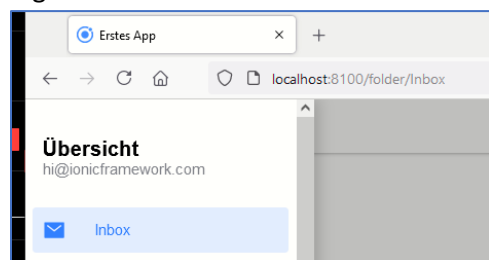 Erstes App
localhost:8100/folder/Inbox
Übersicht
hi@ionicframework.com
Inbox